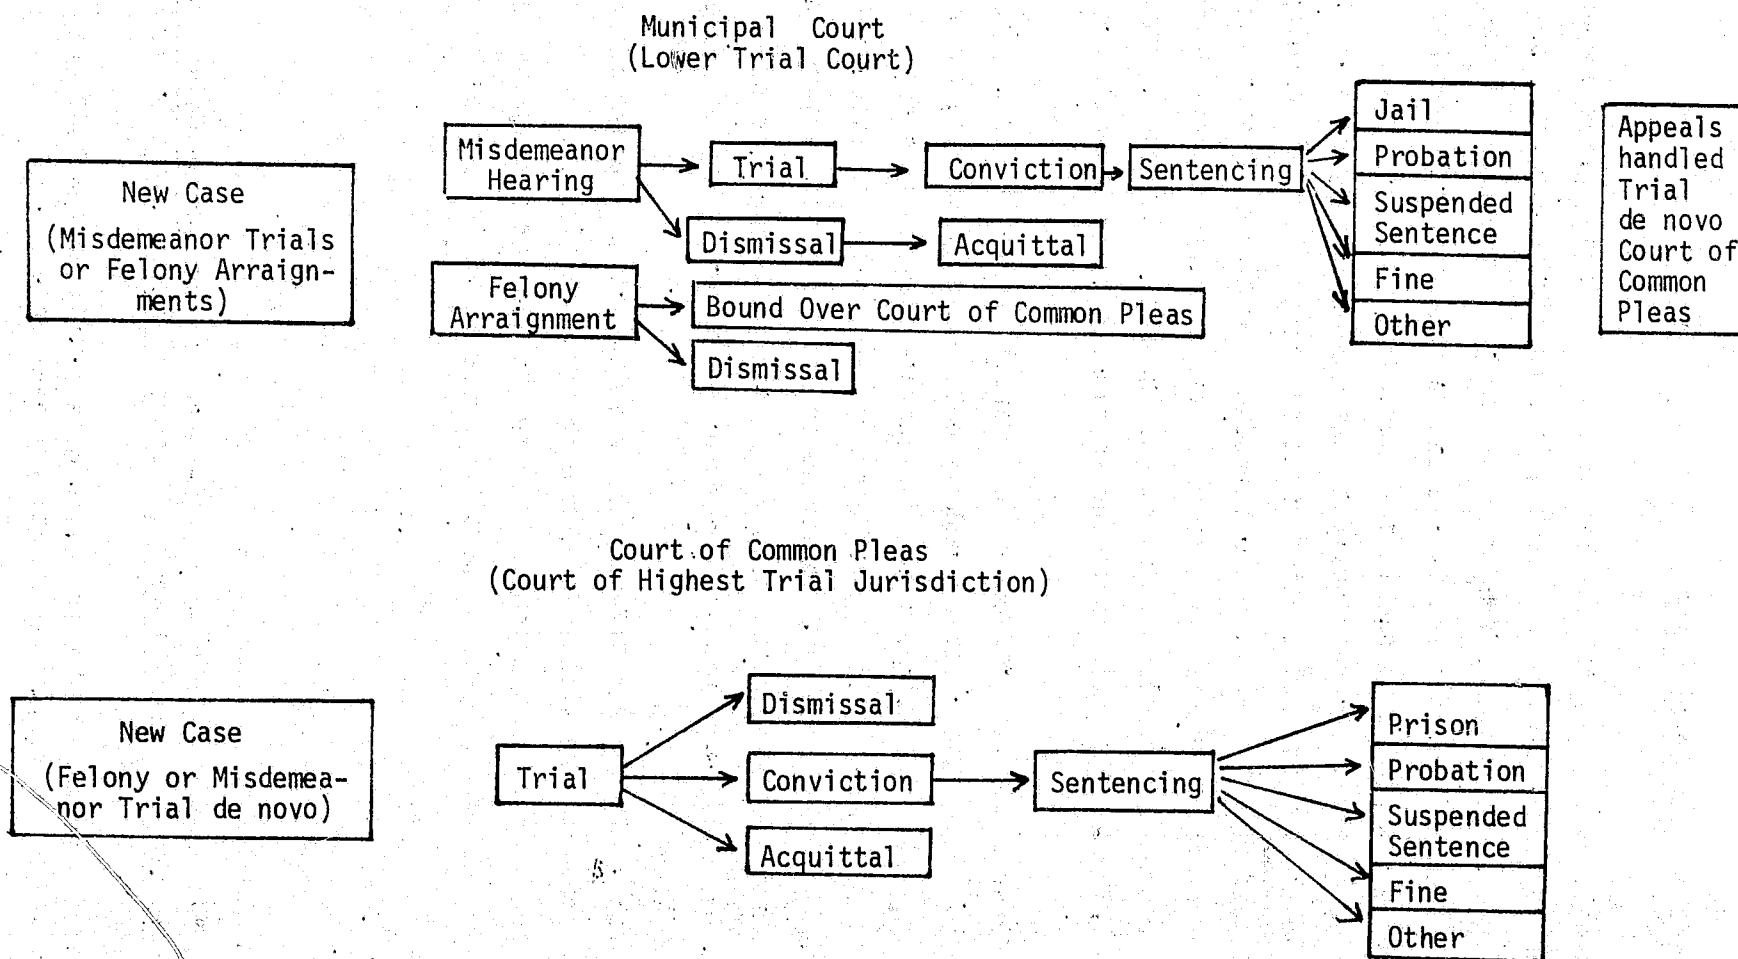 Municipal Court
(Lower Trial Court)
New Case
(Misdemeanor Trials
or Felony Arraign-
ments)
Misdemeanor
Hearing
Trial
Conviction
Sentencing
Dismissal
Acquittal
Felony
Arraignment
Bound Over Court of Common Pleas
Dismissal
Jail
Probation
Suspended
Sentence
Fine
Other
Appeals
handled
Trial
de novo
Court of
Common
Pleas
Court of Common Pleas
(Court of Highest Trial Jurisdiction)
New Case
(Felony or Misdemea-
nor Trial de novo)
Trial
Dismissal
Conviction
Acquittal
Sentencing
Prison
Probation
Suspended
Sentence
Fine
Other